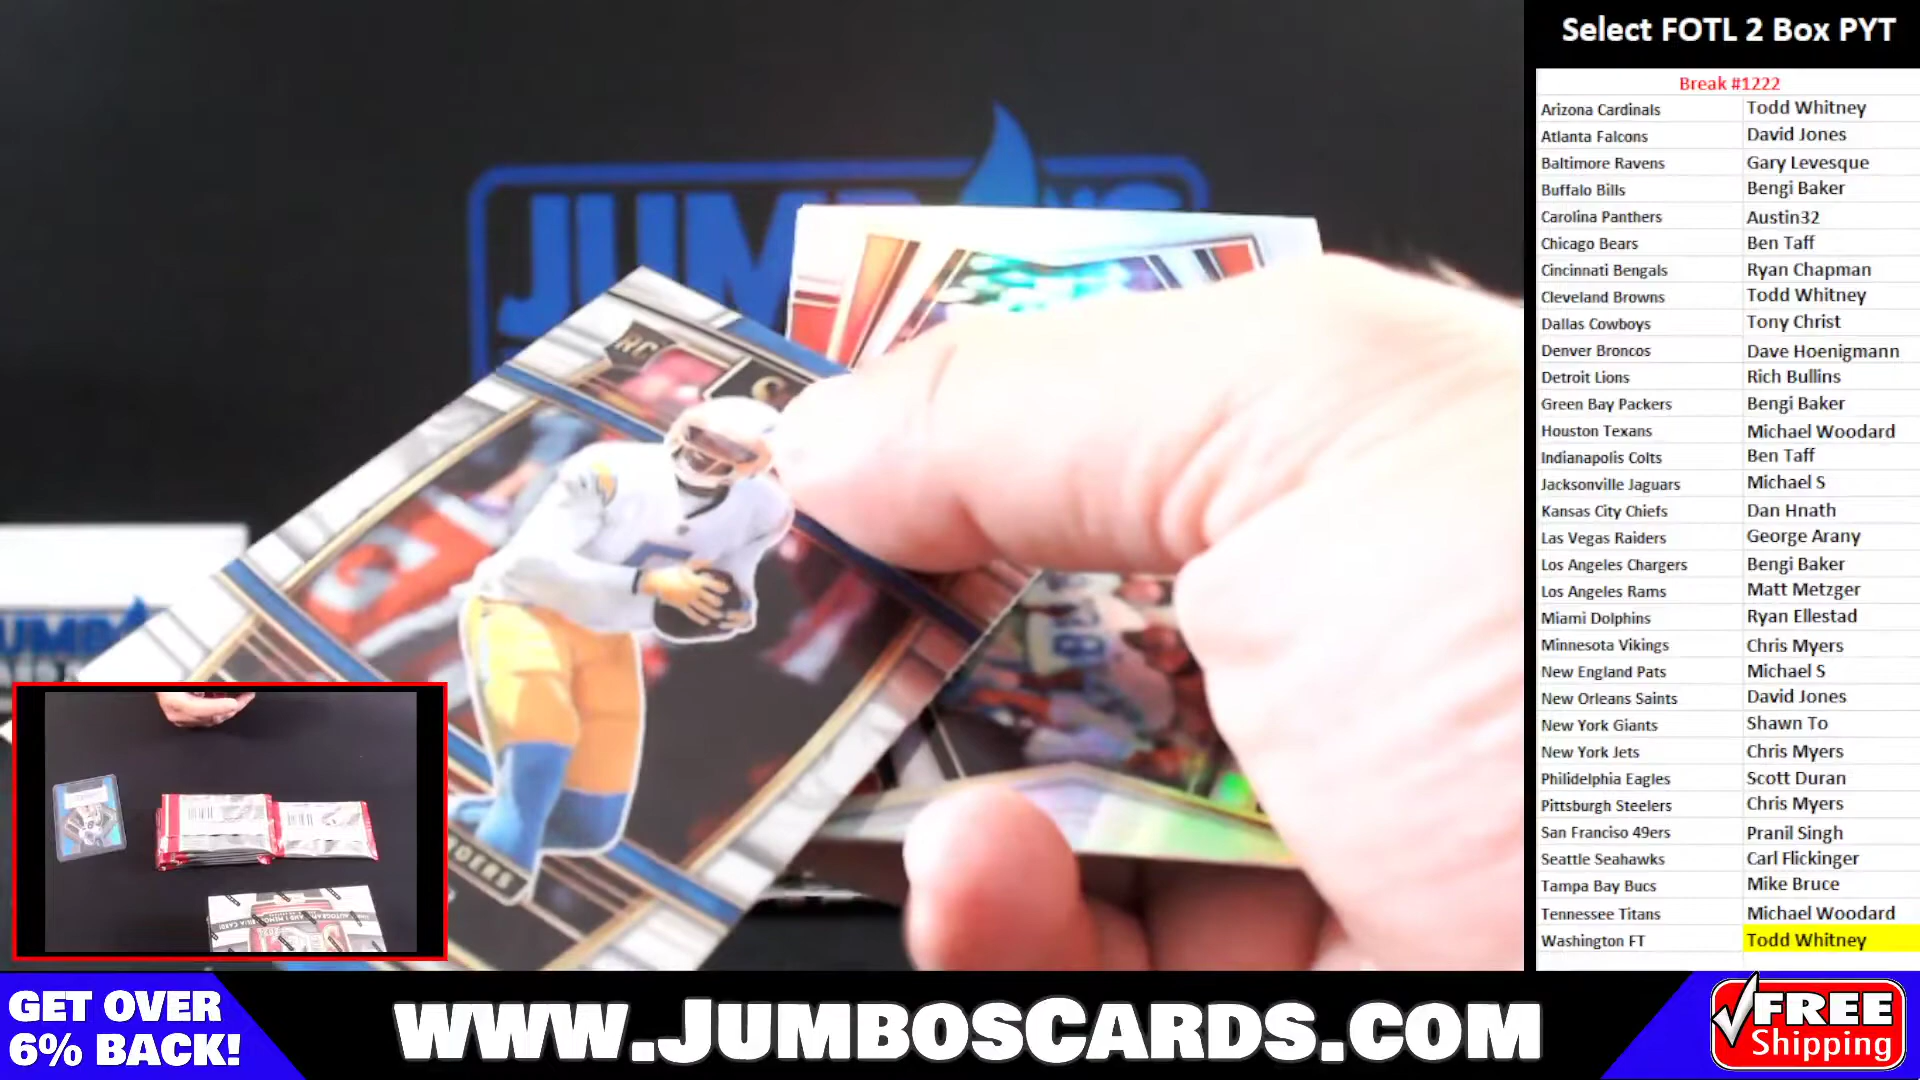 Select FOTL 2 Box PYT
Break #1222
Arizona Cardinals Todd Whitney
Atlanta Falcons David Jones
Baltimore Ravens Gary Levesque
Buffalo Bills Bengi Baker
Carolina Panthers Austin32
Chicago Bears Ben Taff
Cincinnati Bengals Ryan Chapman
Cleveland Browns Todd Whitney
Dallas Cowboys Tony Christ
Denver Broncos Dave Hoenigmann
Detroit Lions Rich Bullins
Green Bay Packers Bengi Baker
Houston Texans Michael Woodard
Indianapolis Colts Ben Taff
Jacksonville Jaguars Michael S
Kansas City Chiefs Dan Hnath
Las Vegas Raiders George Arany
Los Angeles Chargers Bengi Baker
Los Angeles Rams Matt Metzger
Miami Dolphins Ryan Ellestad
Minnesota Vikings Chris Myers
New England Pats Michael S
New Orleans Saints David Jones
New York Giants Shawn To
New York Jets Chris Myers
Philidelphia Eagles Scott Duran
Pittsburgh Steelers Chris Myers
San Franciso 49ers Pranil Singh
Seattle Seahawks Carl Flickinger
Tampa Bay Bucs Mike Bruce
Tennessee Titans Michael Woodard
Washington FT Todd Whitney
RC
GET OVER
6% BACK!
www.JumbosCards.com
FREE
Shipping